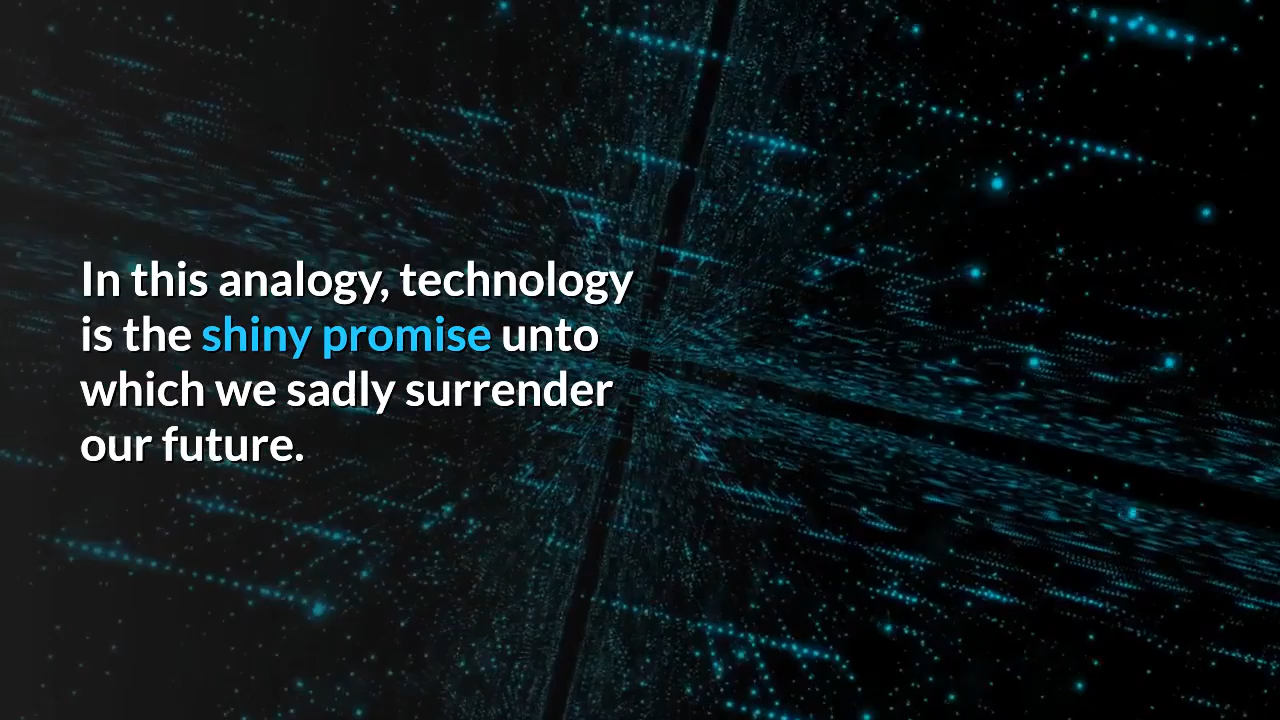 In this analogy, technology
is the shiny promise unto
which we sadly surrender
our future.